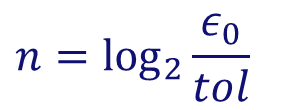 n = log₂ ϵ₀/tol